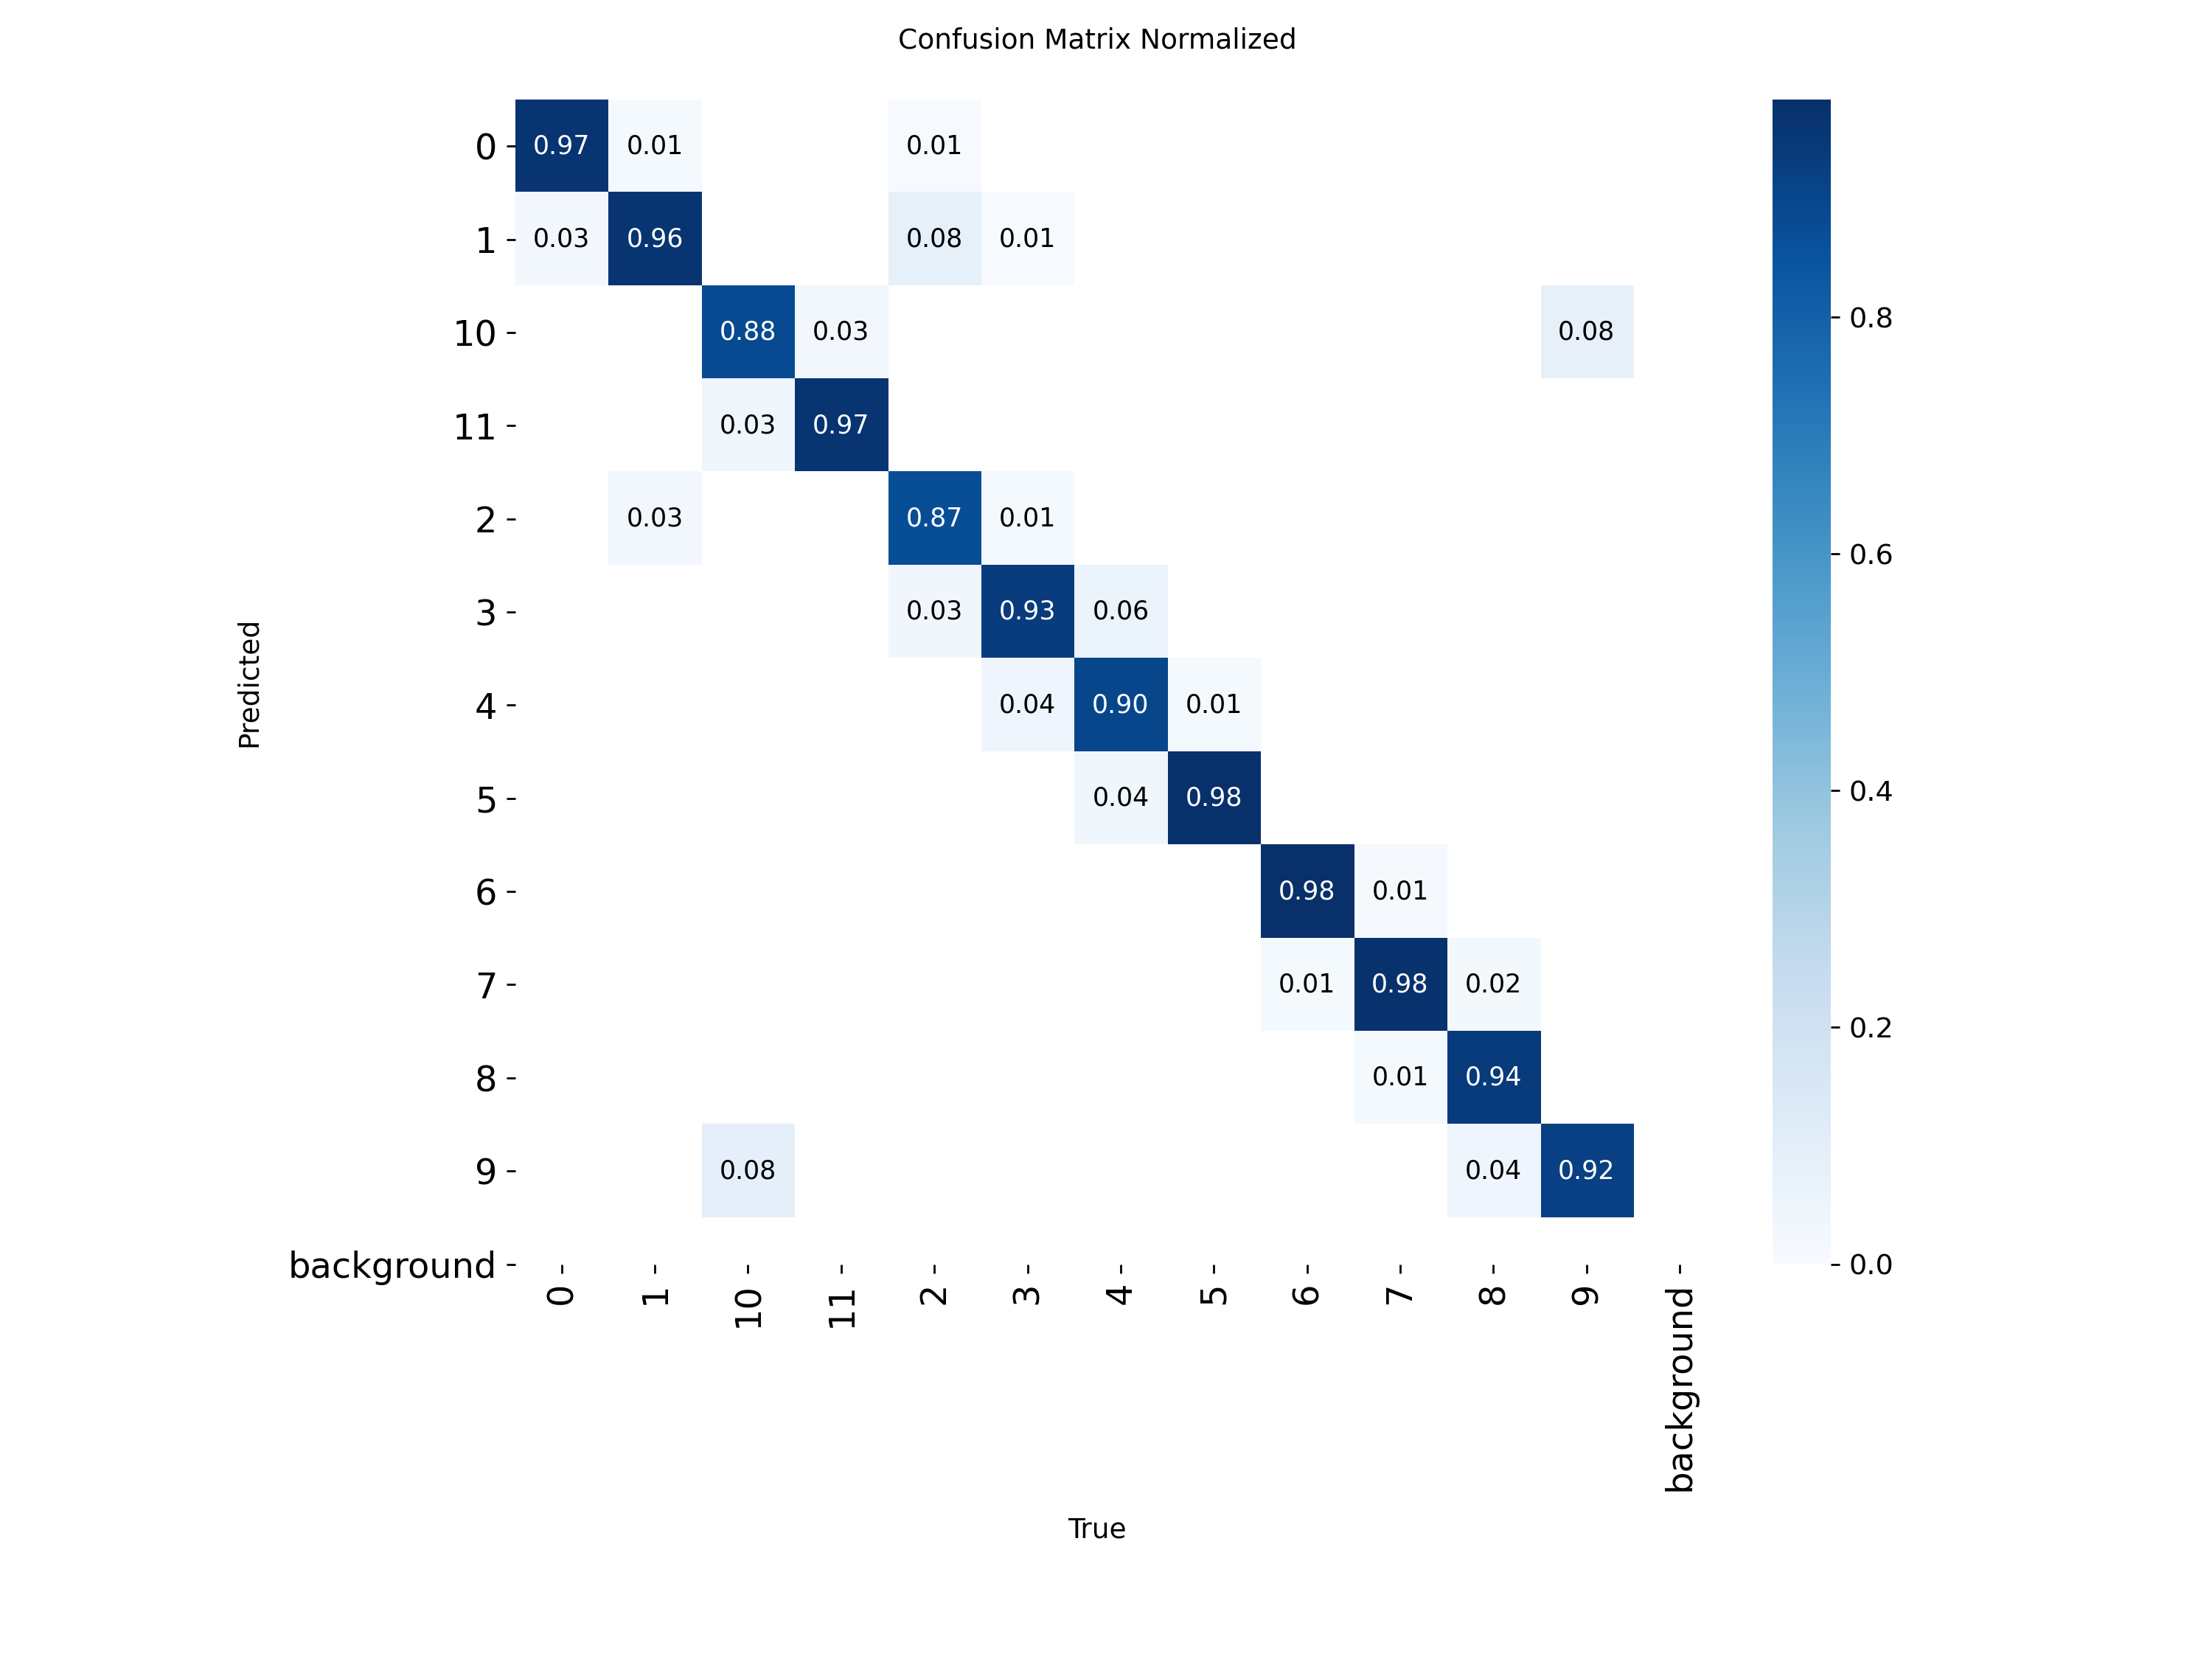 Confusion Matrix Normalized
0 0.97 0.01 0.01
1 0.03 0.96 0.08 0.01
10 0.88 0.03 0.08
11 0.03 0.97
2 0.03 0.87 0.01
3 0.03 0.93 0.06
4 0.04 0.90 0.01
5 0.04 0.98
6 0.98 0.01
7 0.01 0.98 0.02
8 0.01 0.94
9 0.08 0.04 0.92
background
0 1 10 11 2 3 4 5 6 7 8 9 background
Predicted
True
0.8
0.6
0.4
0.2
0.0